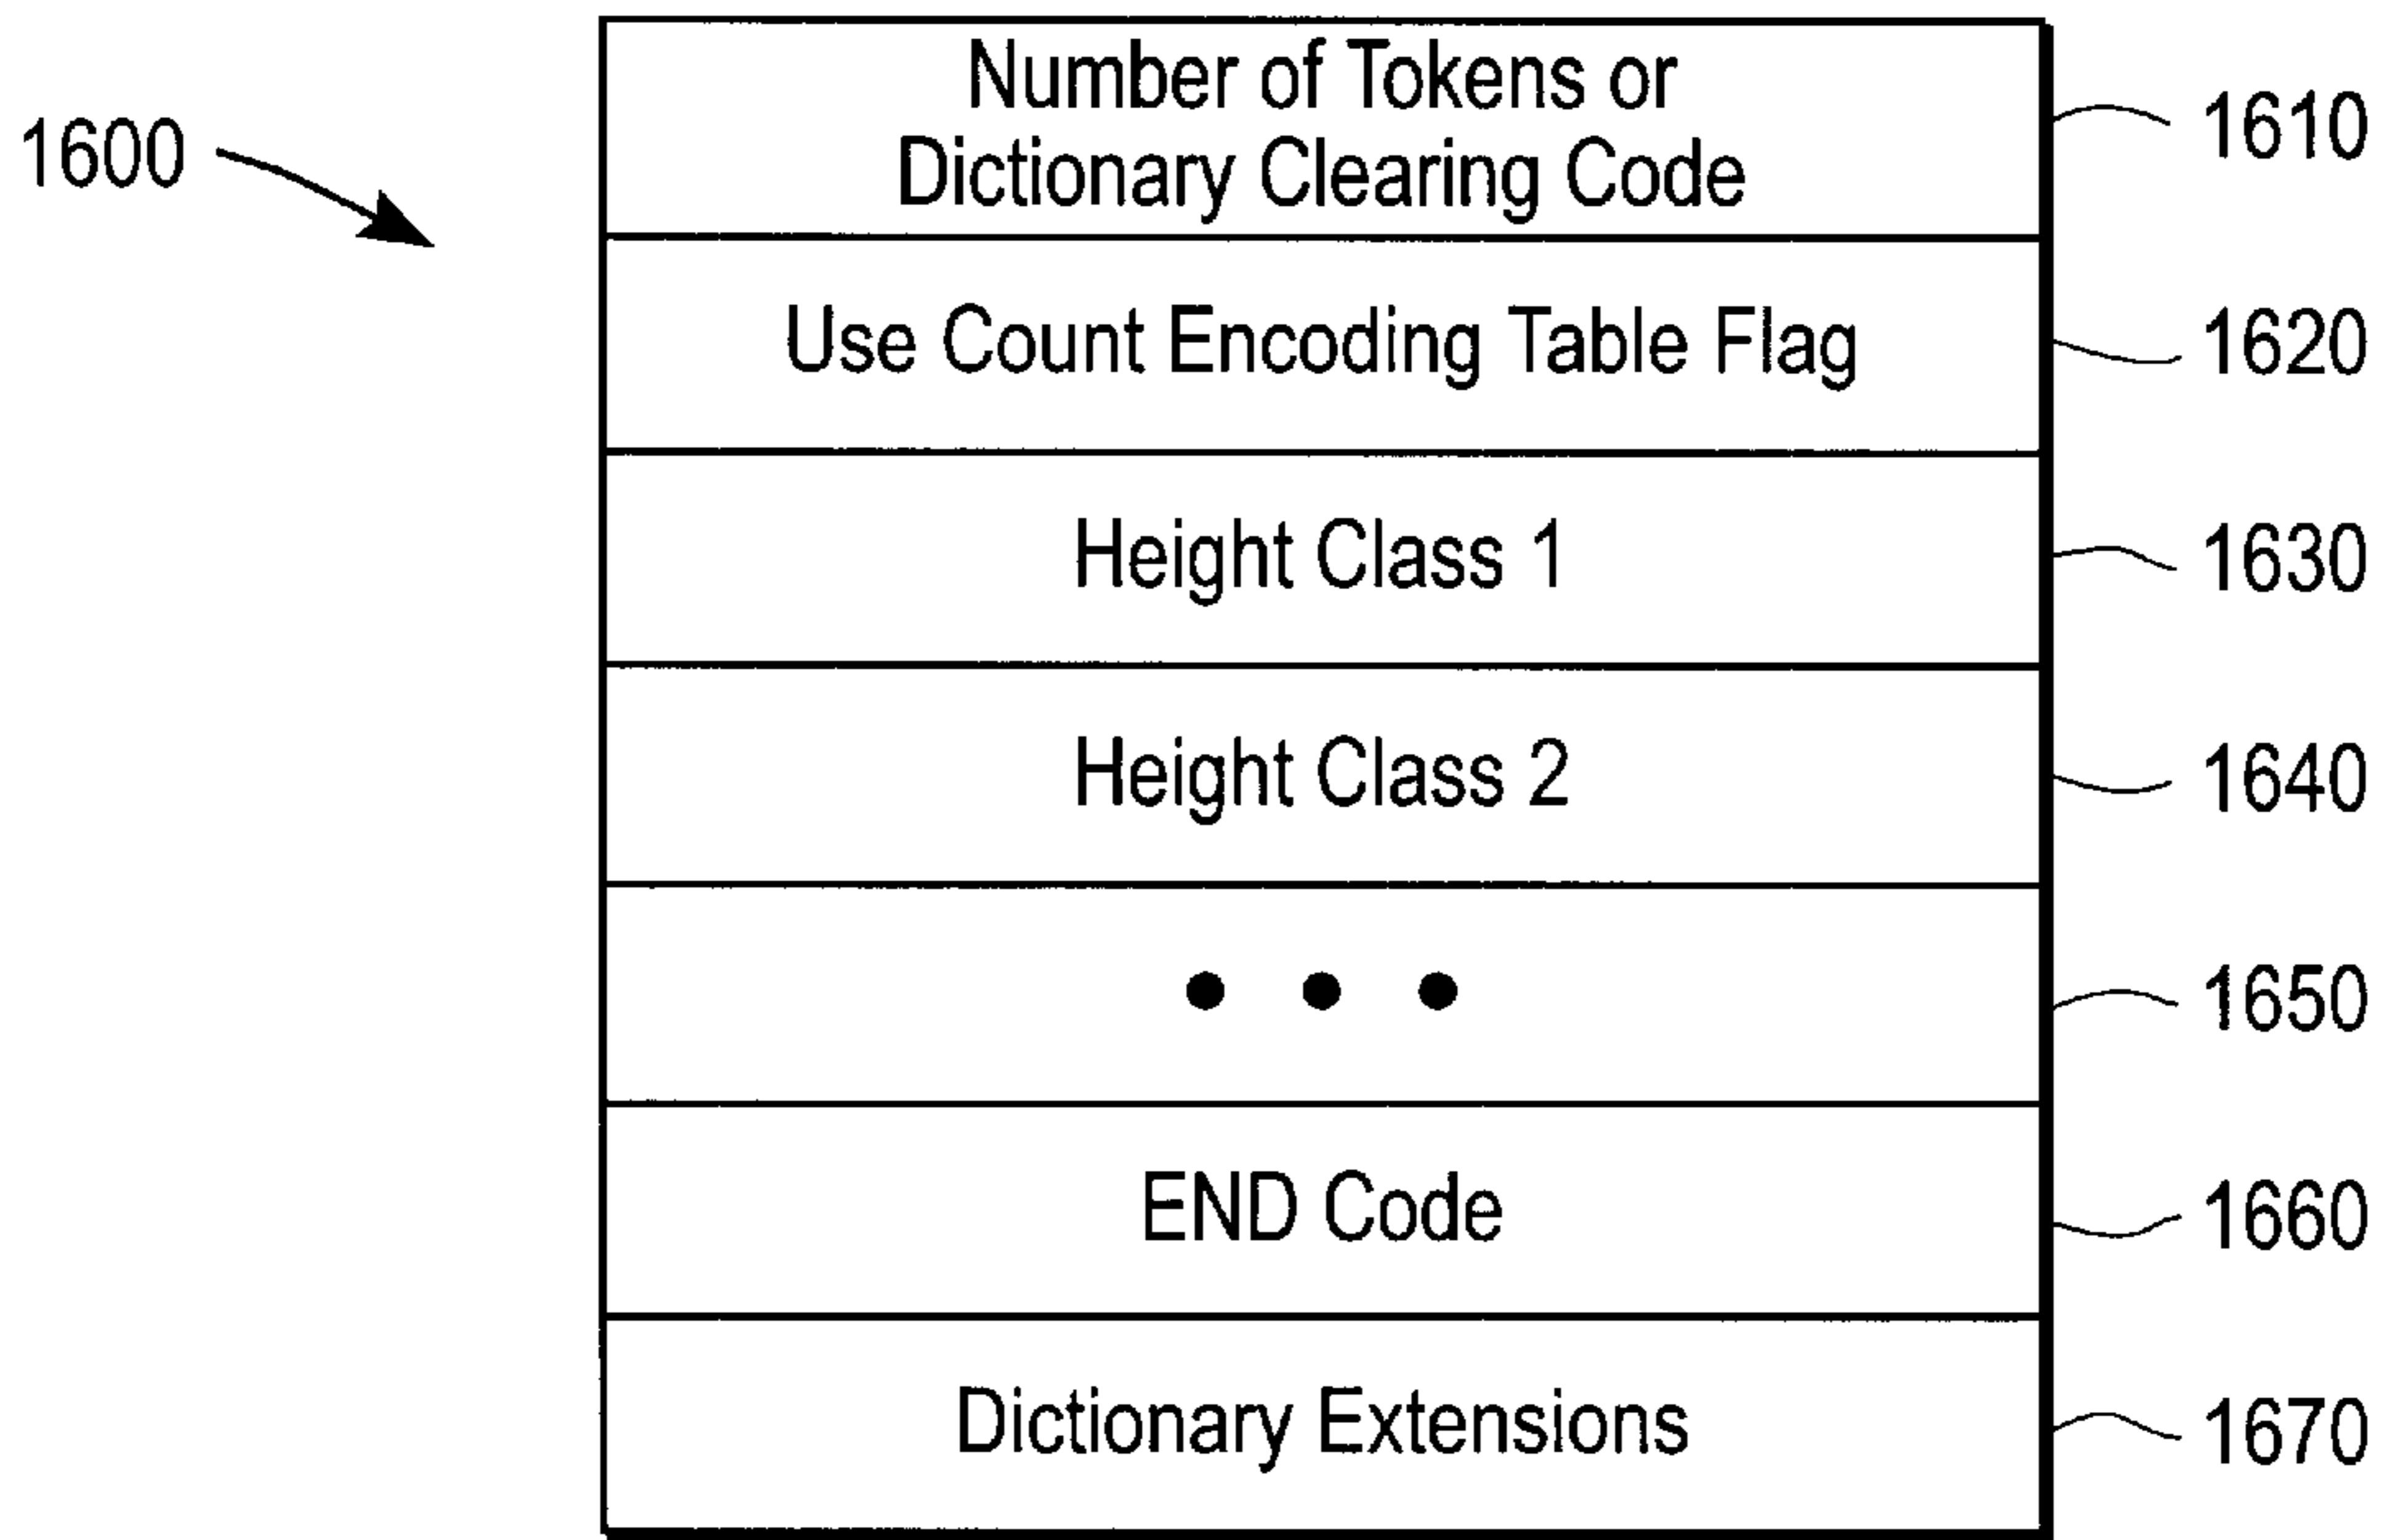 Number of Tokens or
Dictionary Clearing Code
1610
1600
Use Count Encoding Table Flag
1620
Height Class 1
1630
Height Class 2
1640
• • •
1650
END Code
1660
Dictionary Extensions
1670